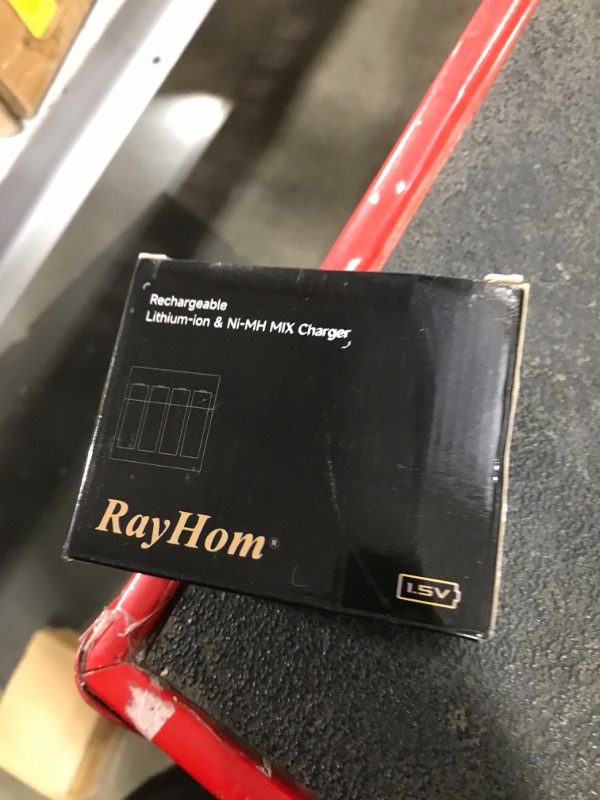 Rechargeable
Lithium-ion & Ni-MH MIX Charger
RayHom®
1.5V